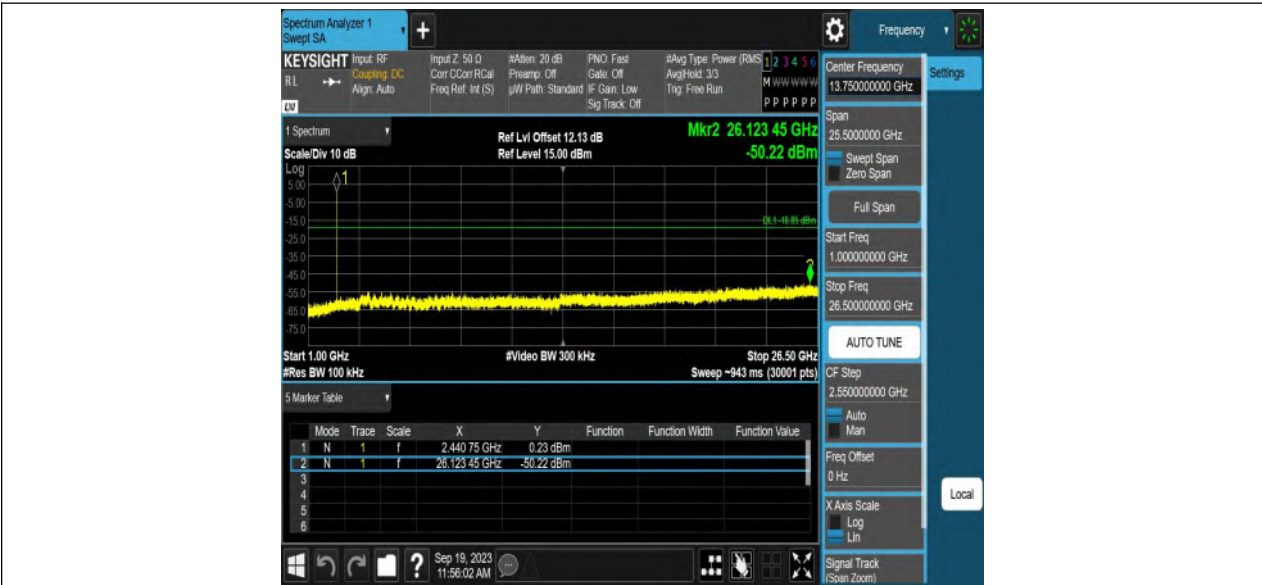 Spectrum Analyzer 1
Swept SA
+
Frequency
KEYSIGHT
RL
LXI
Input: RF
Coupling: DC
Align: Auto
Input Z: 50 Ω
Corr CCorr RCal
Freq Ref: Int (S)
#Atten: 20 dB
Preamp: Off
µW Path: Standard
PNO: Fast
Gate: Off
IF Gain: Low
Sig Track: Off
#Avg Type: Power (RMS
Avg|Hold: 3/3
Trig: Free Run
1 2 3 4 5 6
M W W W W W
P P P P P P
1 Spectrum
Scale/Div 10 dB
Ref Lvl Offset 12.13 dB
Ref Level 15.00 dBm
Mkr2 26.123 45 GHz
-50.22 dBm
Log
5.00
-5.00
-15.0
-25.0
-35.0
-45.0
-55.0
-65.0
-75.0
1
DL1 -18.85 dBm
2
Start 1.00 GHz
#Res BW 100 kHz
#Video BW 300 kHz
Stop 26.50 GHz
Sweep ~943 ms (30001 pts)
5 Marker Table
Mode Trace Scale X Y Function Function Width Function Value
1 N 1 f 2.440 75 GHz 0.23 dBm
2 N 1 f 26.123 45 GHz -50.22 dBm
3
4
5
6
Sep 19, 2023
11:56:02 AM
Center Frequency
13.750000000 GHz
Settings
Span
25.5000000 GHz
Swept Span
Zero Span
Full Span
Start Freq
1.000000000 GHz
Stop Freq
26.500000000 GHz
AUTO TUNE
CF Step
2.550000000 GHz
Auto
Man
Freq Offset
0 Hz
X Axis Scale
Log
Lin
Signal Track
(Span Zoom)
Local